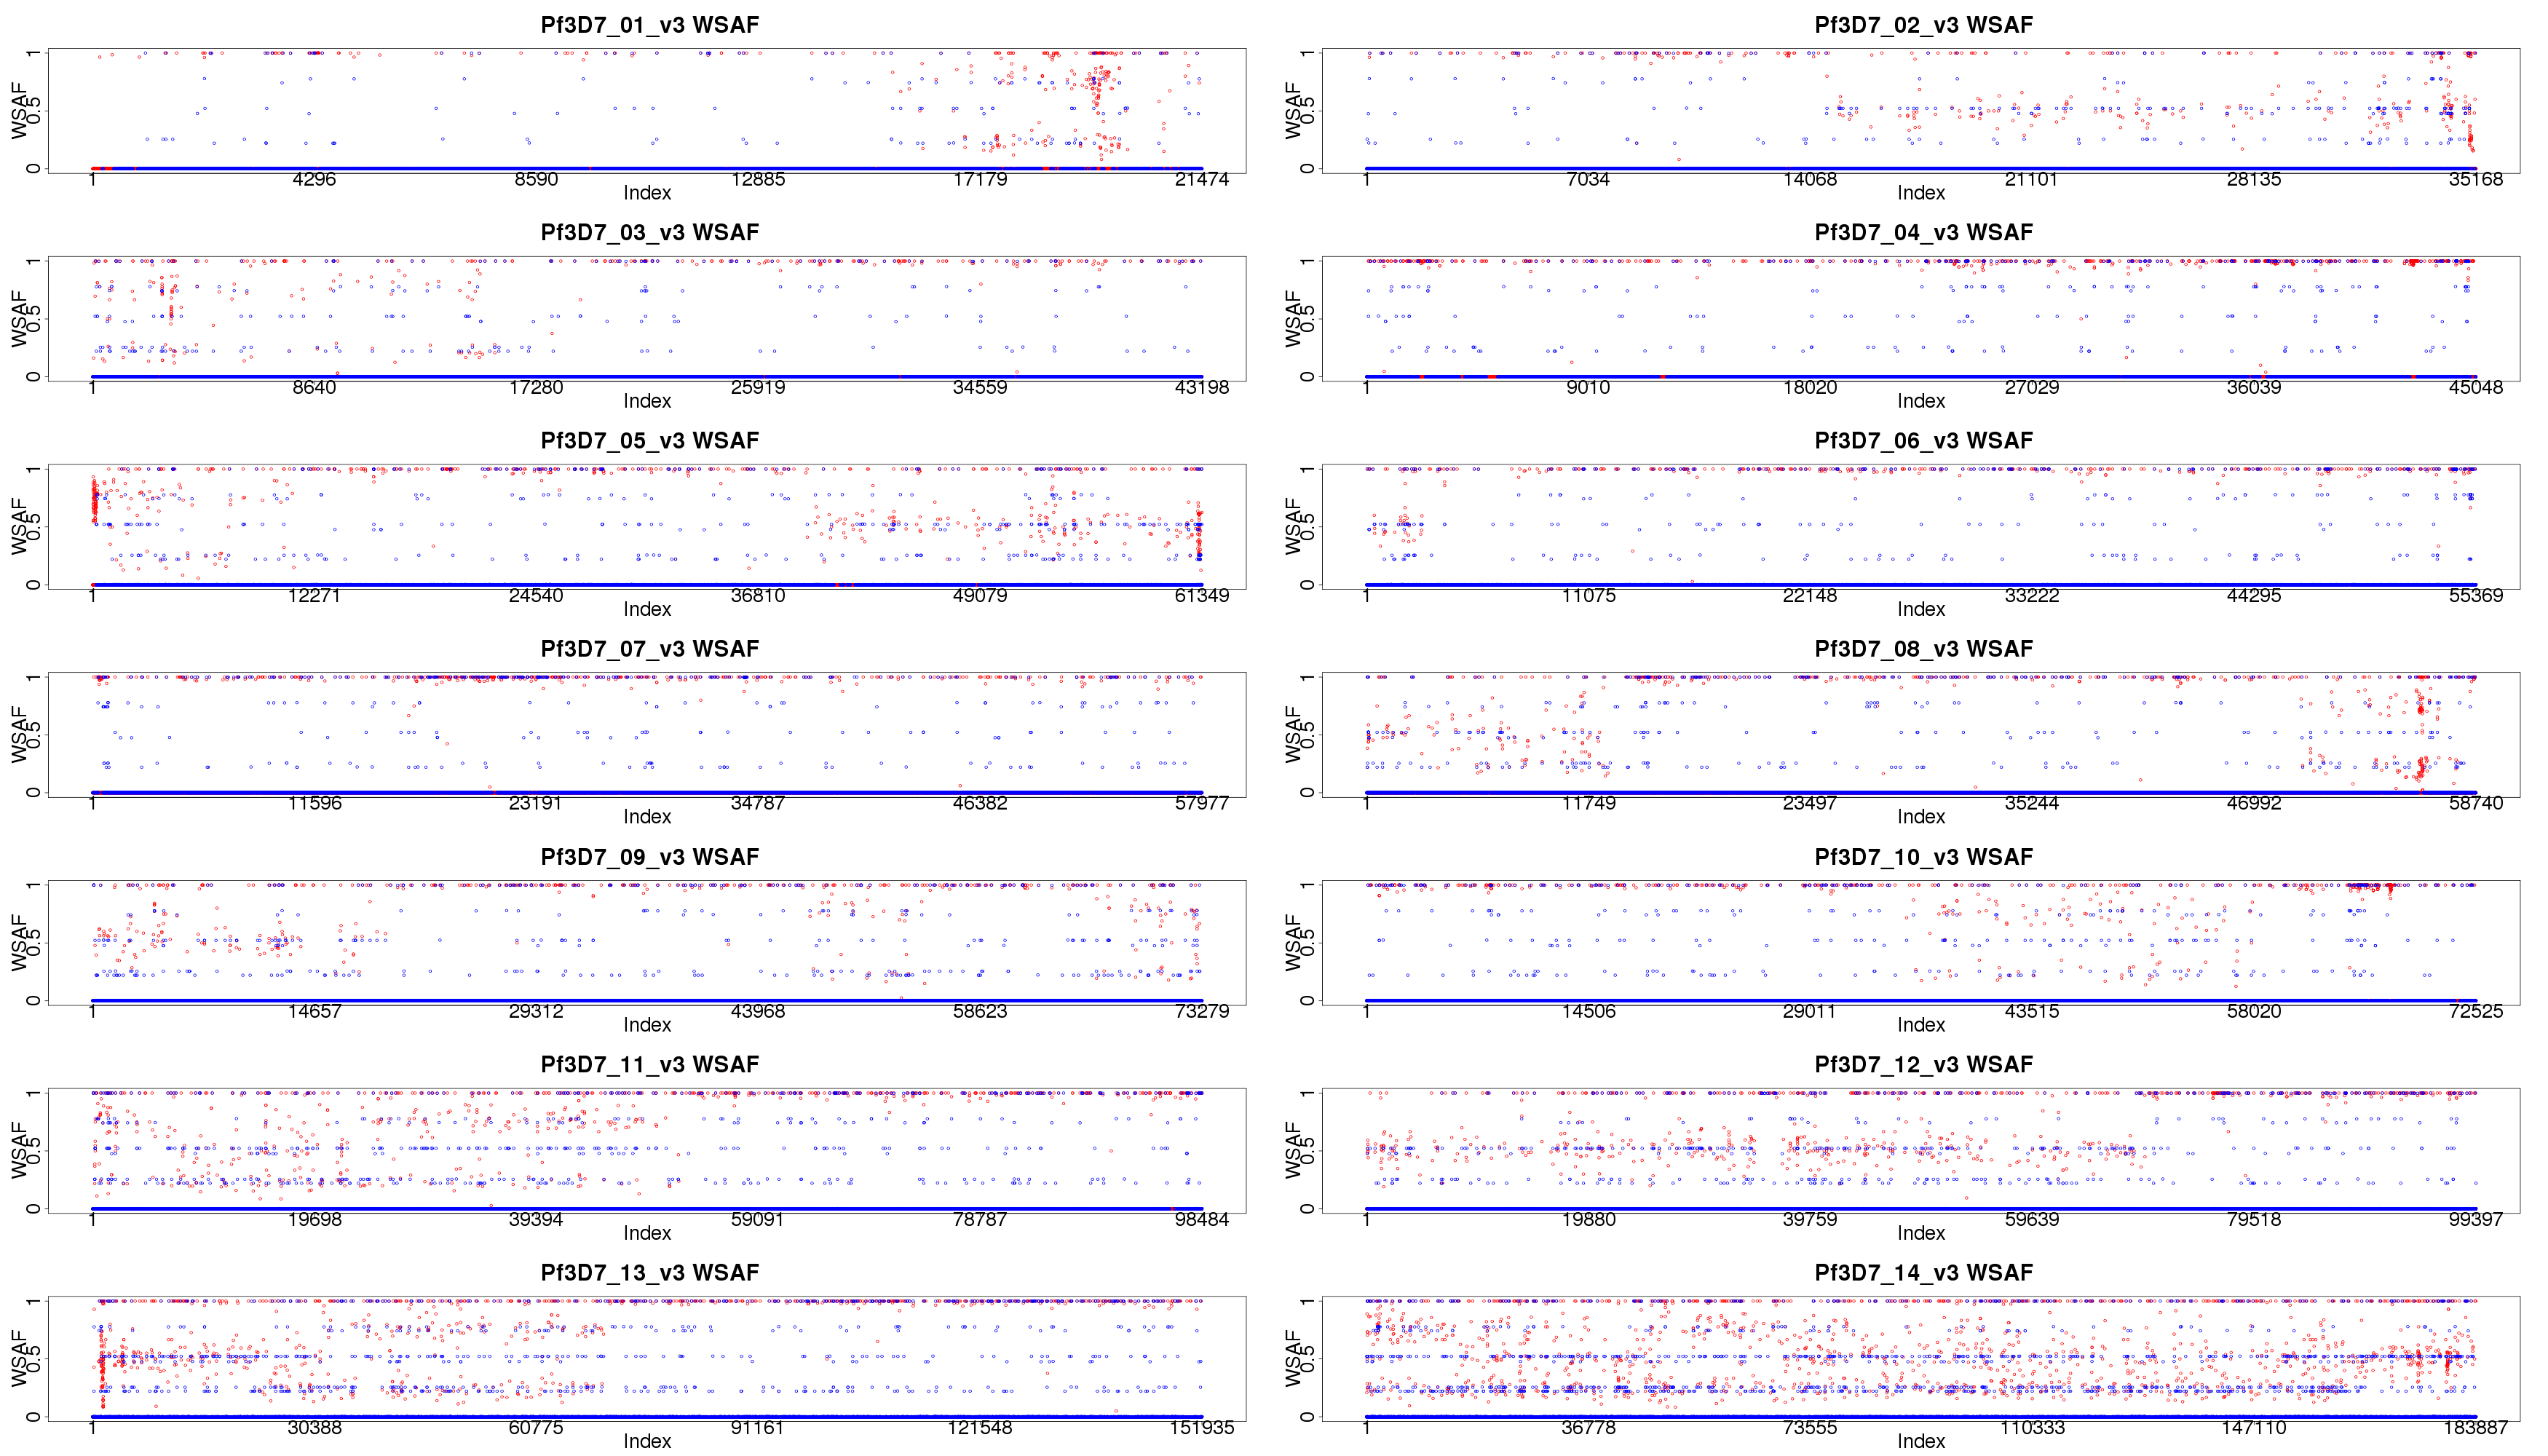 Pf3D7_01_v3 WSAF
WSAF
0 0.5 1
1 4296 8590 12885 17179 21474
Index
Pf3D7_02_v3 WSAF
WSAF
0 0.5 1
1 7034 14068 21101 28135 35168
Index
Pf3D7_03_v3 WSAF
WSAF
0 0.5 1
1 8640 17280 25919 34559 43198
Index
Pf3D7_04_v3 WSAF
WSAF
0 0.5 1
1 9010 18020 27029 36039 45048
Index
Pf3D7_05_v3 WSAF
WSAF
0 0.5 1
1 12271 24540 36810 49079 61349
Index
Pf3D7_06_v3 WSAF
WSAF
0 0.5 1
1 11075 22148 33222 44295 55369
Index
Pf3D7_07_v3 WSAF
WSAF
0 0.5 1
1 11596 23191 34787 46382 57977
Index
Pf3D7_08_v3 WSAF
WSAF
0 0.5 1
1 11749 23497 35244 46992 58740
Index
Pf3D7_09_v3 WSAF
WSAF
0 0.5 1
1 14657 29312 43968 58623 73279
Index
Pf3D7_10_v3 WSAF
WSAF
0 0.5 1
1 14506 29011 43515 58020 72525
Index
Pf3D7_11_v3 WSAF
WSAF
0 0.5 1
1 19698 39394 59091 78787 98484
Index
Pf3D7_12_v3 WSAF
WSAF
0 0.5 1
1 19880 39759 59639 79518 99397
Index
Pf3D7_13_v3 WSAF
WSAF
0 0.5 1
1 30388 60775 91161 121548 151935
Index
Pf3D7_14_v3 WSAF
WSAF
0 0.5 1
1 36778 73555 110333 147110 183887
Index